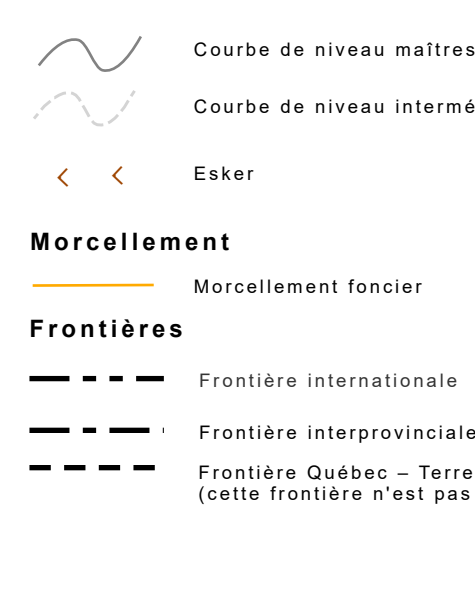 Courbe de niveau maîtres
Courbe de niveau intermé
Esker
Morcellement
Morcellement foncier
Frontières
Frontière internationale
Frontière interprovinciale
Frontière Québec – Terre
(cette frontière n'est pas